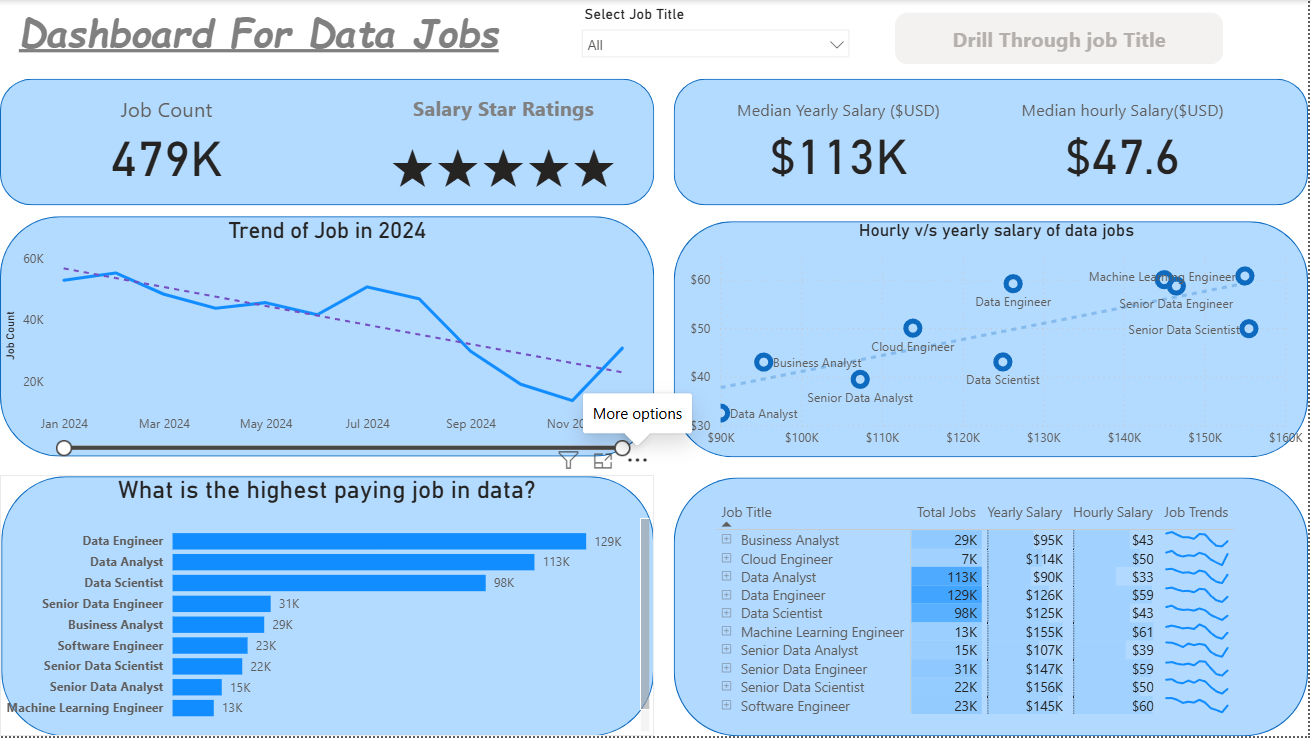 Dashboard For Data Jobs
Select Job Title
All
Drill Through job Title
Job Count
479K
Salary Star Ratings
★★★★★
Median Yearly Salary ($USD)
$113K
Median hourly Salary($USD)
$47.6
Trend of Job in 2024
60K
40K
20K
Job Count
Jan 2024 Mar 2024 May 2024 Jul 2024 Sep 2024 Nov 20
More options
Hourly v/s yearly salary of data jobs
$60
$50
$40
$30
Machine Learning Engineer
Data Engineer
Senior Data Engineer
Senior Data Scientist
Cloud Engineer
Business Analyst
Data Scientist
Senior Data Analyst
Data Analyst
$90K $100K $110K $120K $130K $140K $150K $160K
What is the highest paying job in data?
Data Engineer 129K
Data Analyst 113K
Data Scientist 98K
Senior Data Engineer 31K
Business Analyst 29K
Software Engineer 23K
Senior Data Scientist 22K
Senior Data Analyst 15K
Machine Learning Engineer 13K
Job Title Total Jobs Yearly Salary Hourly Salary Job Trends
Business Analyst 29K $95K $43
Cloud Engineer 7K $114K $50
Data Analyst 113K $90K $33
Data Engineer 129K $126K $59
Data Scientist 98K $125K $43
Machine Learning Engineer 13K $155K $61
Senior Data Analyst 15K $107K $39
Senior Data Engineer 31K $147K $59
Senior Data Scientist 22K $156K $50
Software Engineer 23K $145K $60